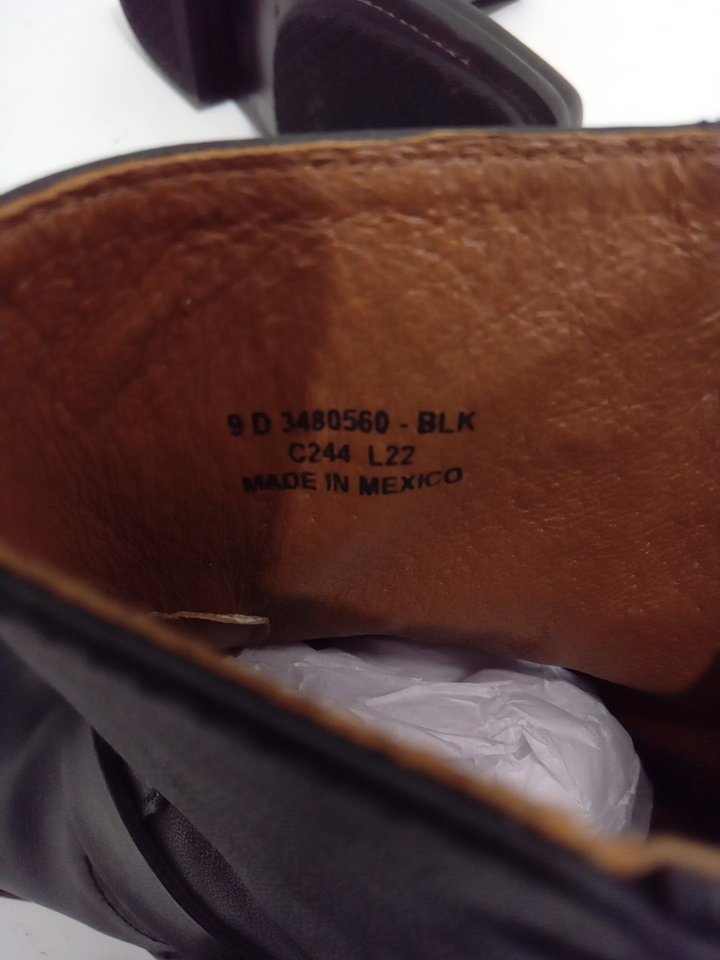 9 D 3480560 - BLK
C244 L22
MADE IN MEXICO